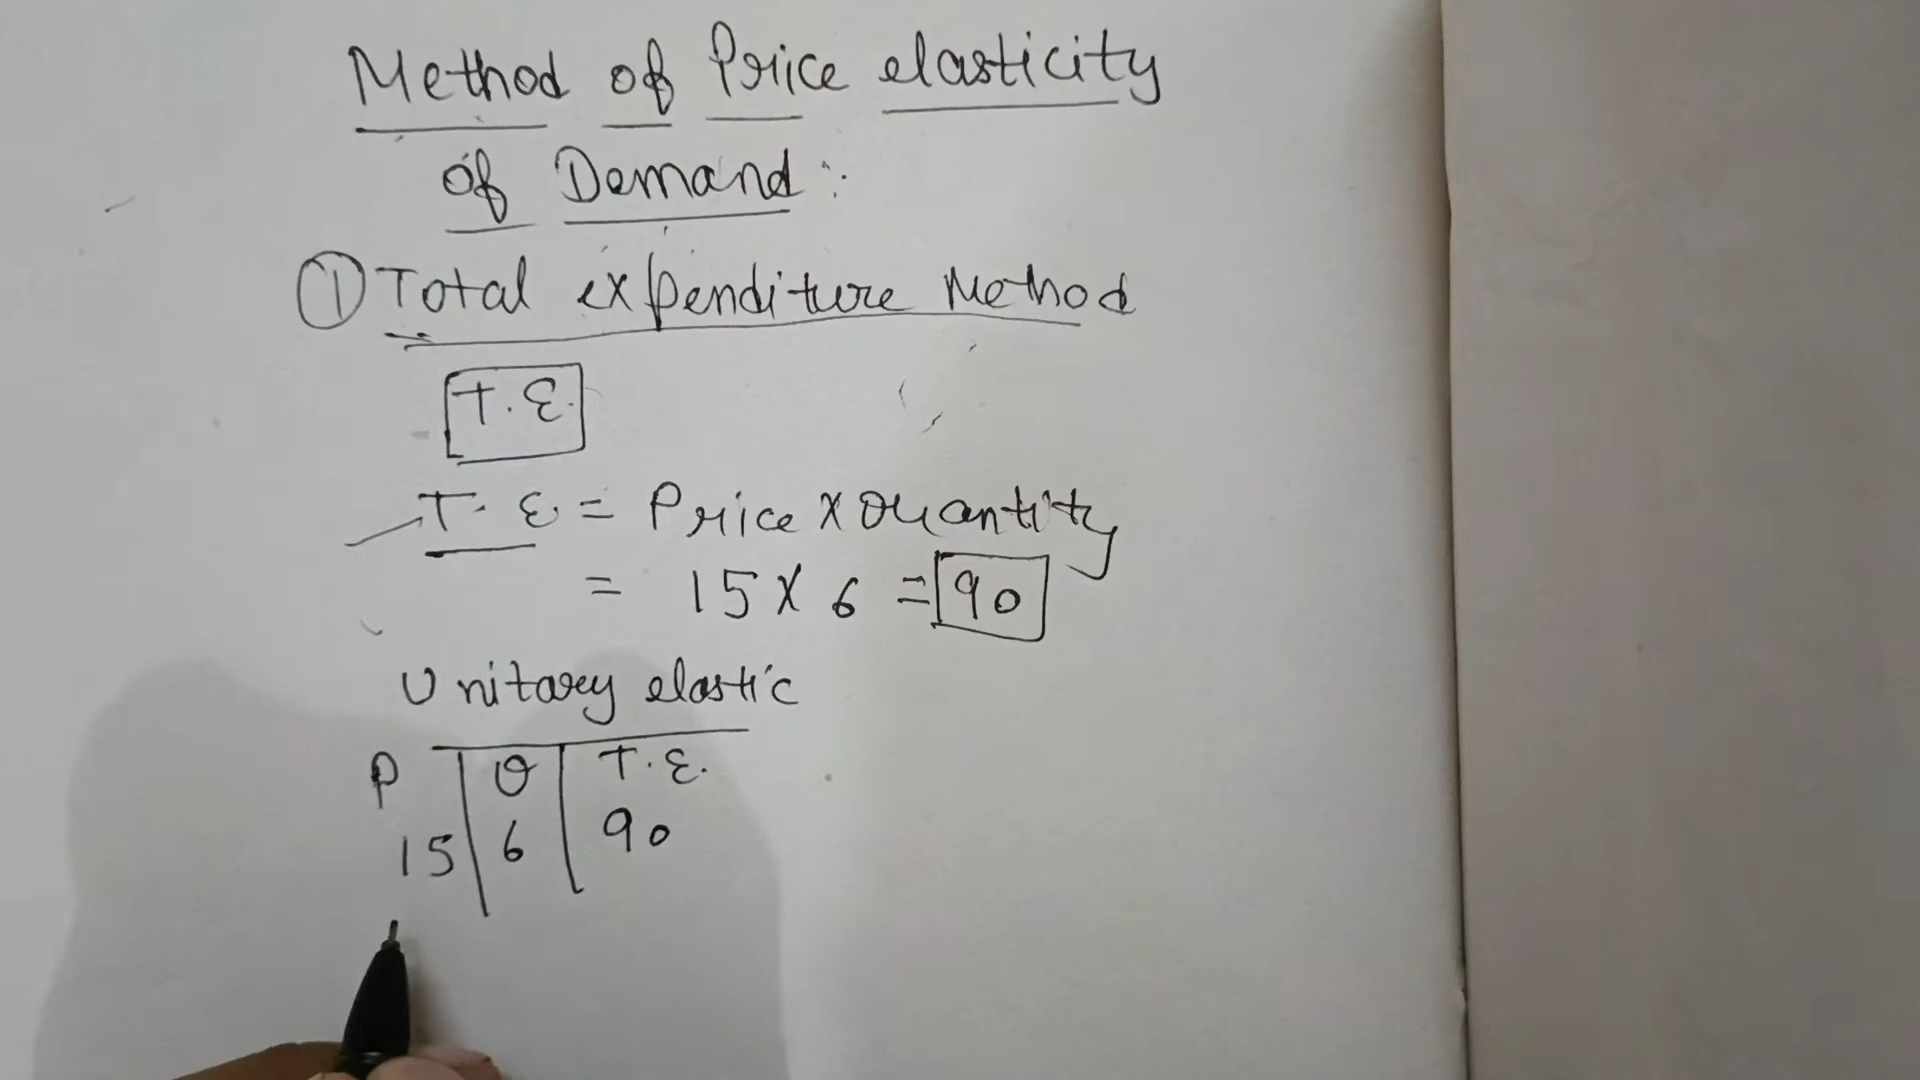 Method of Price elasticity
of Demand :
① Total expenditure Method
T.E.
T. E. = Price x Quantity
= 15 x 6 = 90
Unitary elastic
P Q T.E.
15 6 90